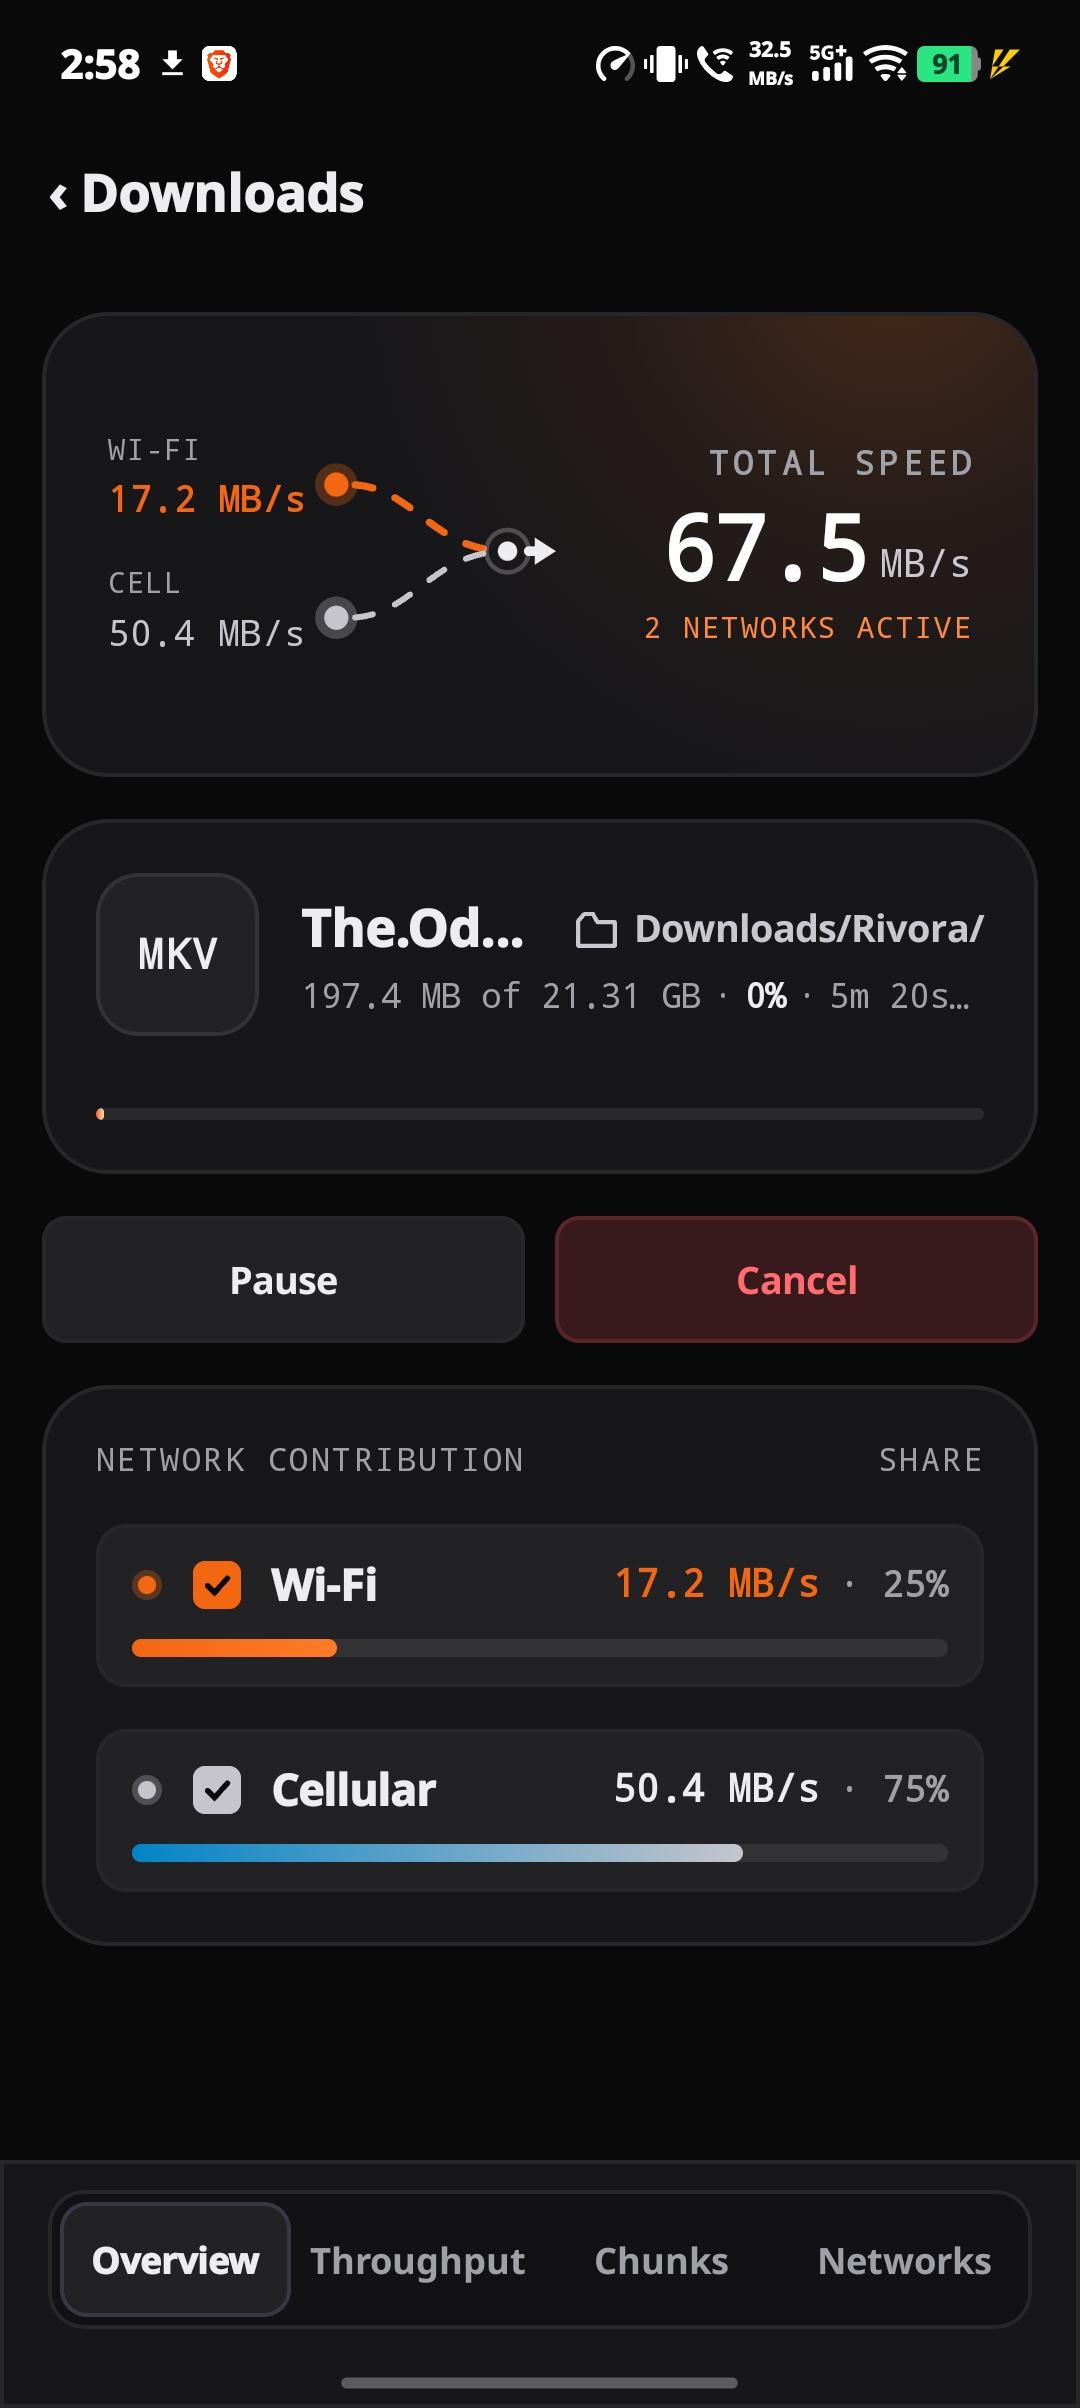 2:58
32.5
MB/s
5G+
91
‹ Downloads
WI-FI
17.2 MB/s
CELL
50.4 MB/s
TOTAL SPEED
67.5 MB/s
2 NETWORKS ACTIVE
MKV
The.Od... Downloads/Rivora/
197.4 MB of 21.31 GB · 0% · 5m 20s…
Pause
Cancel
NETWORK CONTRIBUTION SHARE
Wi-Fi 17.2 MB/s · 25%
Cellular 50.4 MB/s · 75%
Overview Throughput Chunks Networks